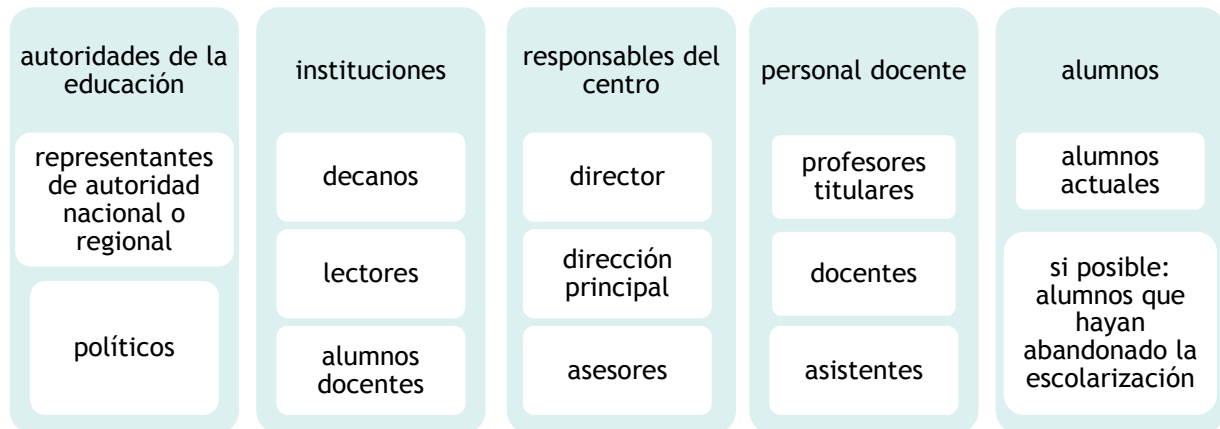 autoridades de la
educación
representantes
de autoridad
nacional o
regional
políticos
instituciones
decanos
lectores
alumnos
docentes
responsables del
centro
director
dirección
principal
asesores
personal docente
profesores
titulares
docentes
asistentes
alumnos
alumnos
actuales
si posible:
alumnos que
hayan
abandonado la
escolarización